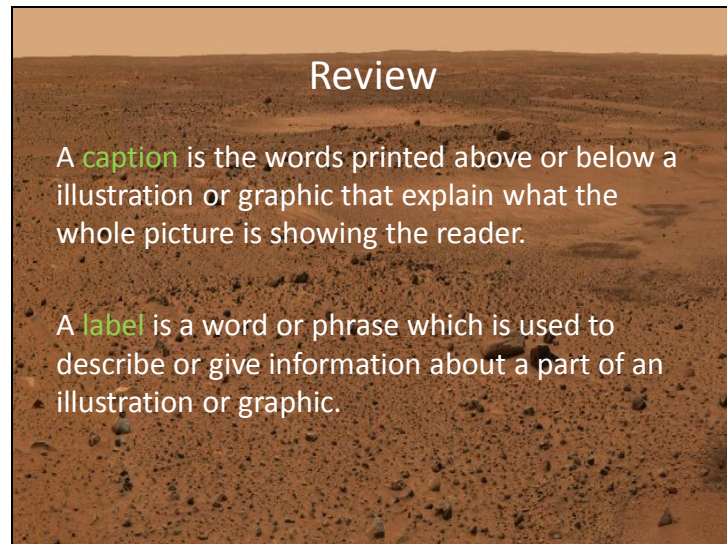 Review
A caption is the words printed above or below a
illustration or graphic that explain what the
whole picture is showing the reader.
A label is a word or phrase which is used to
describe or give information about a part of an
illustration or graphic.